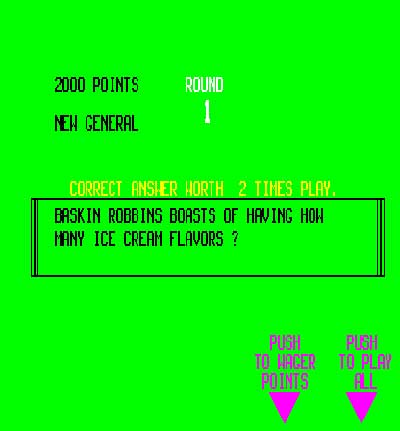 2000 POINTS ROUND
1
NEW GENERAL
CORRECT ANSWER WORTH 2 TIMES PLAY.
BASKIN ROBBINS BOASTS OF HAVING HOW
MANY ICE CREAM FLAVORS ?
PUSH PUSH
TO WAGER TO PLAY
POINTS ALL